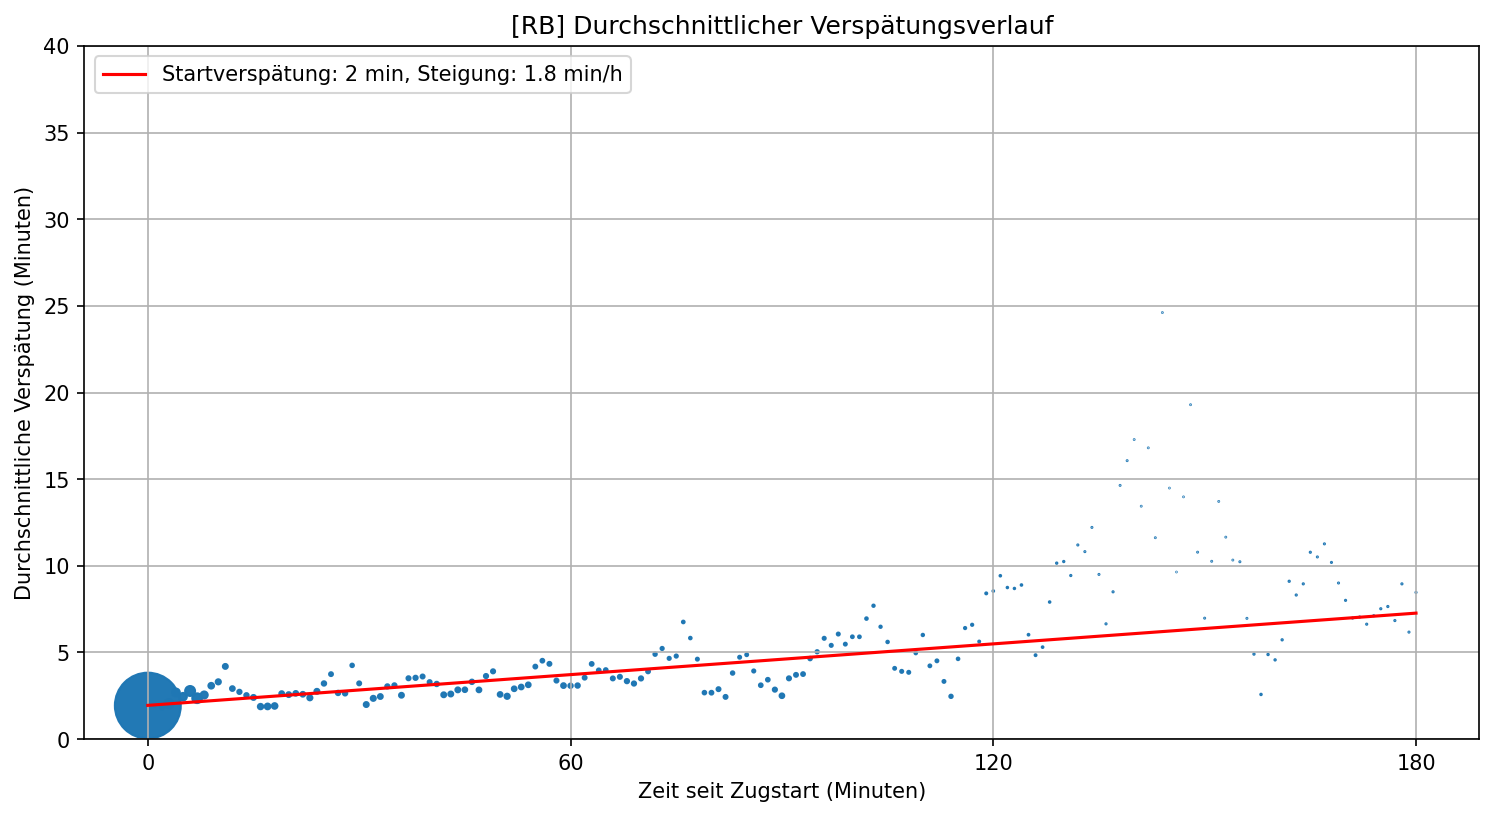 [RB] Durchschnittlicher Verspätungsverlauf
Startverspätung: 2 min, Steigung: 1.8 min/h
Durchschnittliche Verspätung (Minuten)
40
35
30
25
20
15
10
5
0
0 60 120 180
Zeit seit Zugstart (Minuten)